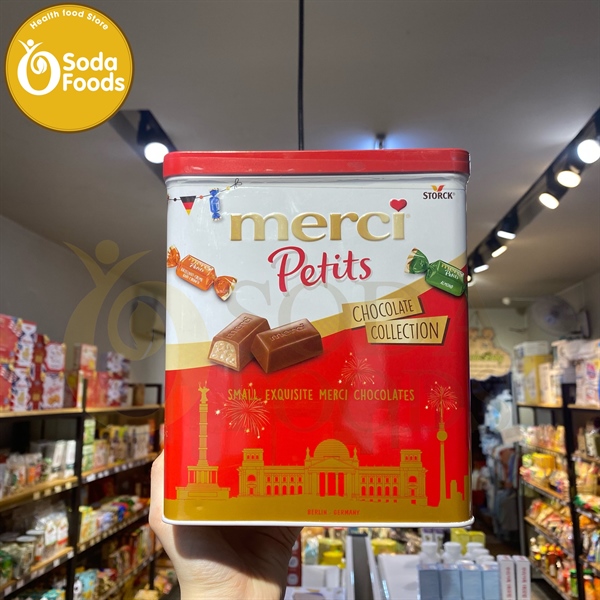 Health food Store
Soda
Foods
STORCK
merci
Petits
CHOCOLATE
COLLECTION
SMALL, EXQUISITE MERCI CHOCOLATES
BERLIN - GERMANY